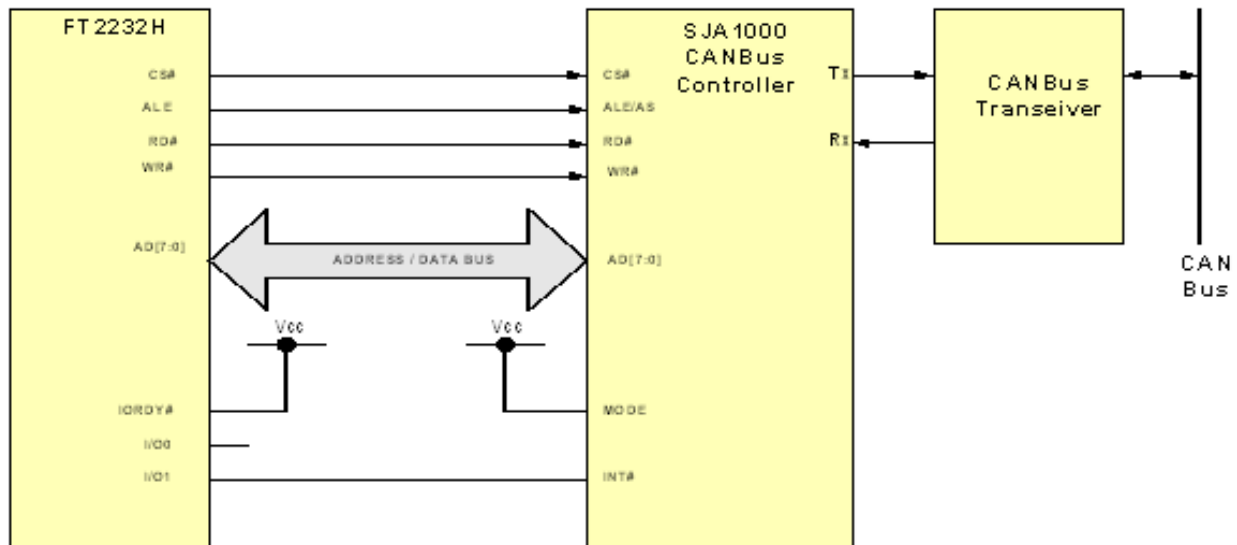 FT2232H
CS#
ALE
RD#
WR#
AD[7:0]
IORDY#
I/O0
I/O1
ADDRESS / DATA BUS
Vcc
Vcc
SJA1000
CANBus
Controller
CS#
ALE/AS
RD#
WR#
AD[7:0]
MODE
INT#
Tx
Rx
CANBus
Transeiver
CAN
Bus